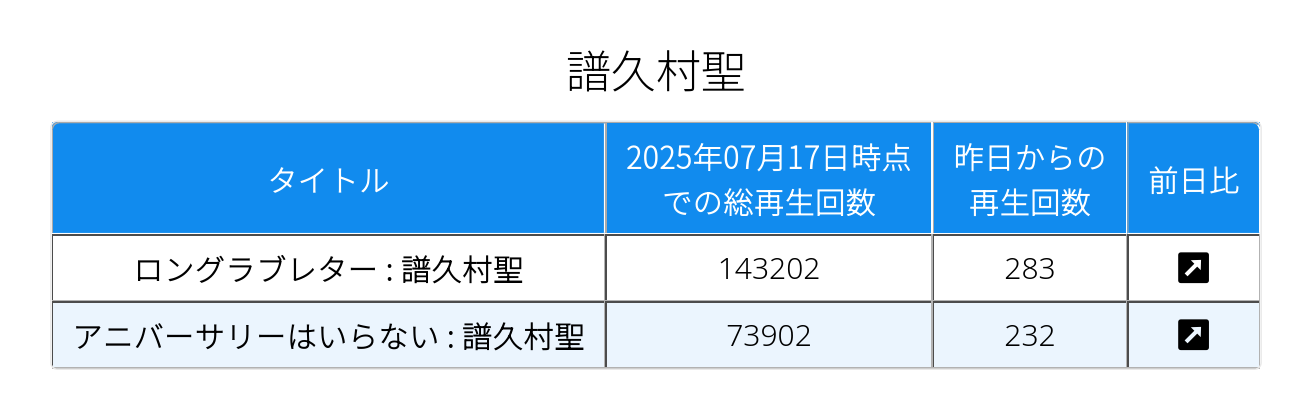 譜久村聖
タイトル
2025年07月17日時点
での総再生回数
昨日からの
再生回数
前日比
ロングラブレター : 譜久村聖
143202
283
アニバーサリーはいらない : 譜久村聖
73902
232